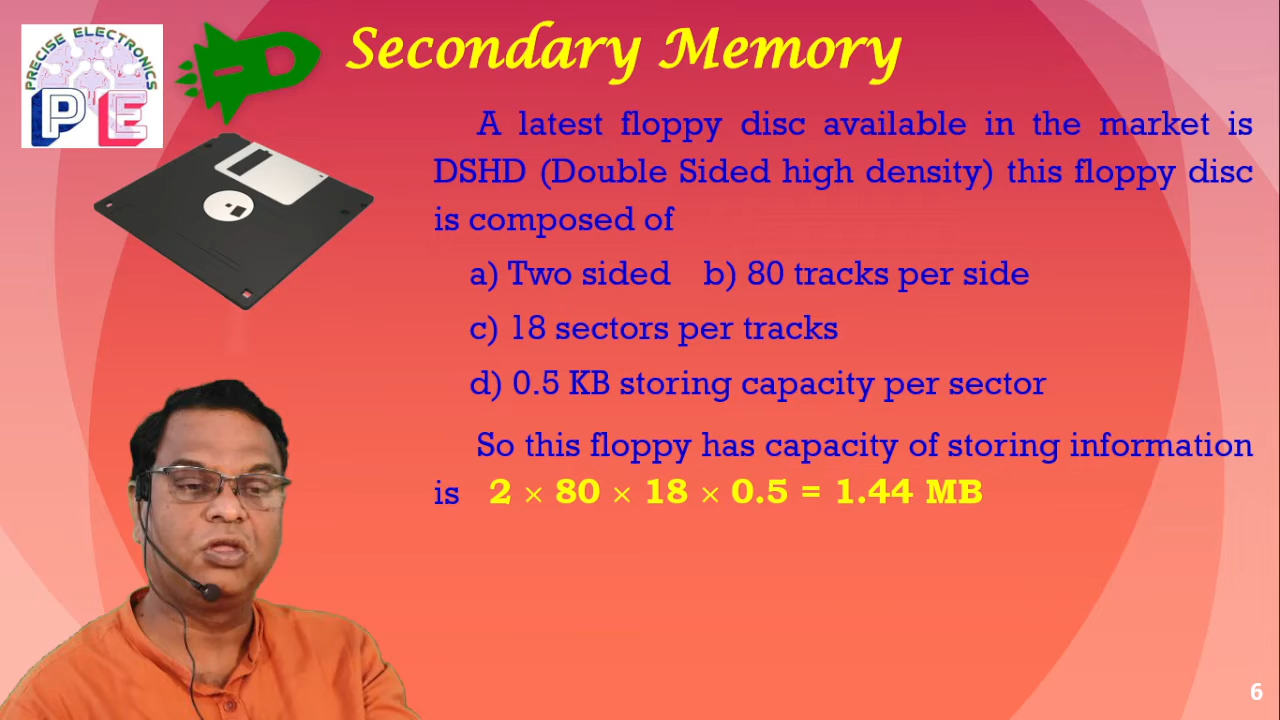 PRECISE ELECTRONICS
P E
Secondary Memory
A latest floppy disc available in the market is
DSHD (Double Sided high density) this floppy disc
is composed of
a) Two sided b) 80 tracks per side
c) 18 sectors per tracks
d) 0.5 KB storing capacity per sector
So this floppy has capacity of storing information
is 2 × 80 × 18 × 0.5 = 1.44 MB
6